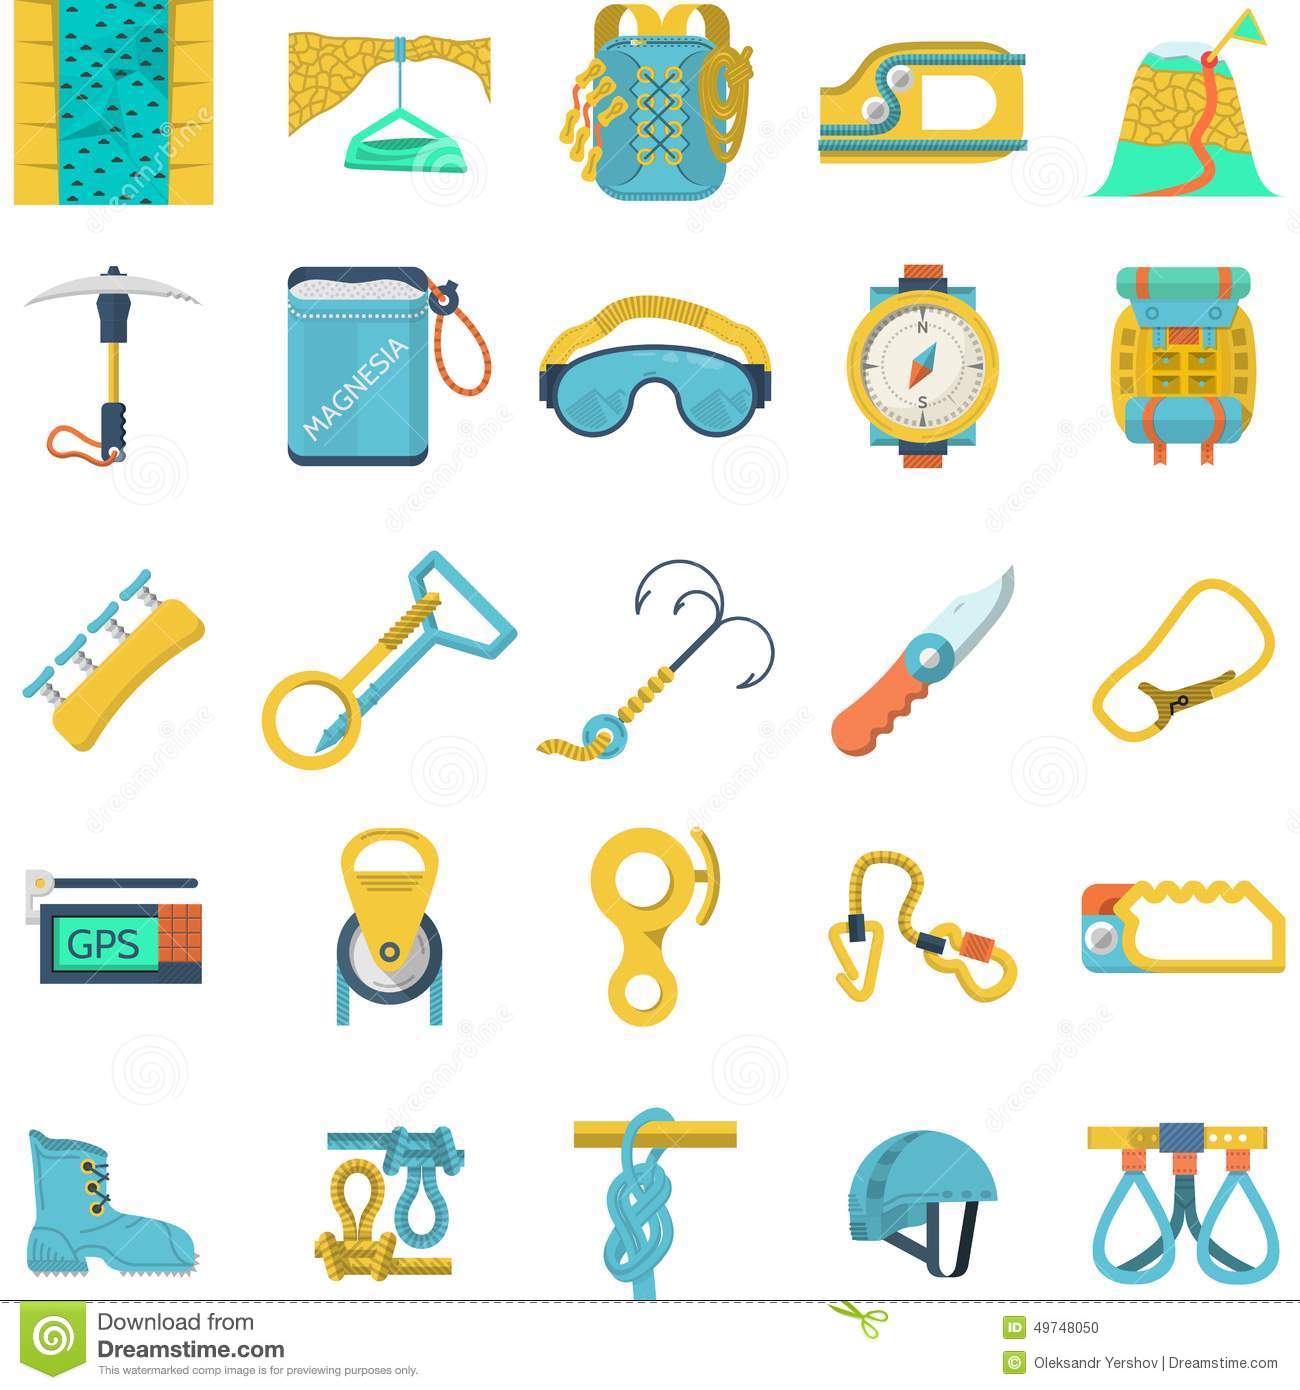 MAGNESIA
N
S
GPS
Download from
Dreamstime.com
This watermarked comp image is for previewing purposes only.
ID 49748050
© Oleksandr Yershov | Dreamstime.com